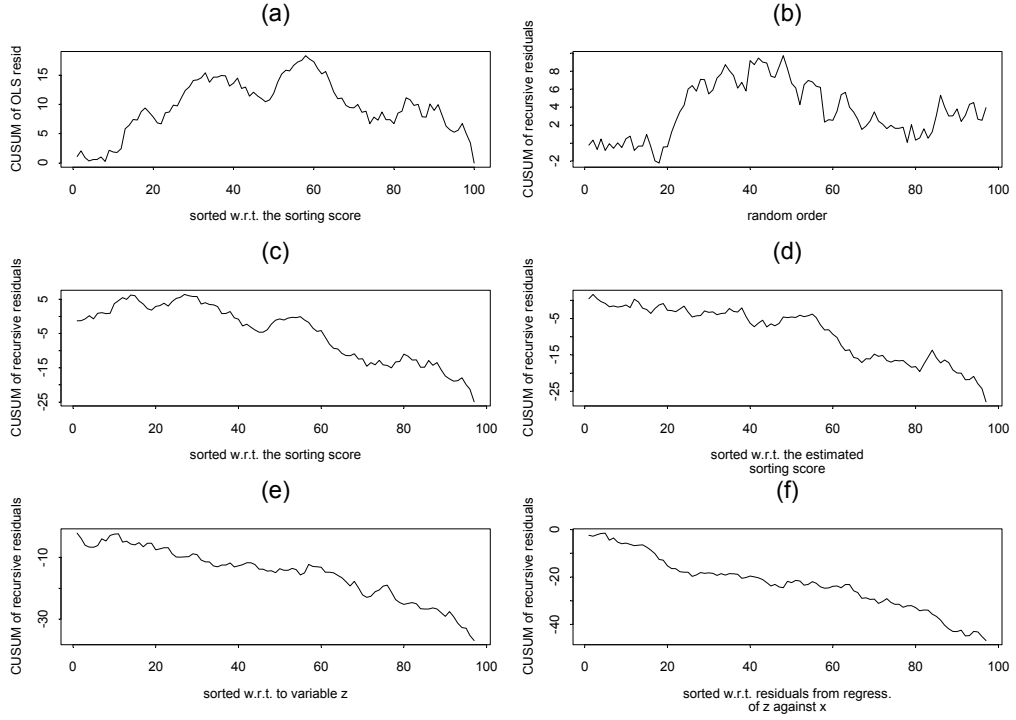 (a)
CUSUM of OLS resid
15
10
5
0
0 20 40 60 80 100
sorted w.r.t. the sorting score
(b)
CUSUM of recursive residuals
8
6
4
2
-2
0 20 40 60 80 100
random order
(c)
CUSUM of recursive residuals
5
-5
-15
-25
0 20 40 60 80 100
sorted w.r.t. the sorting score
(d)
CUSUM of recursive residuals
-5
-15
-25
0 20 40 60 80 100
sorted w.r.t. the estimated
sorting score
(e)
CUSUM of recursive residuals
-10
-30
0 20 40 60 80 100
sorted w.r.t. to variable z
(f)
CUSUM of recursive residuals
0
-20
-40
0 20 40 60 80 100
sorted w.r.t. residuals from regress.
of z against x